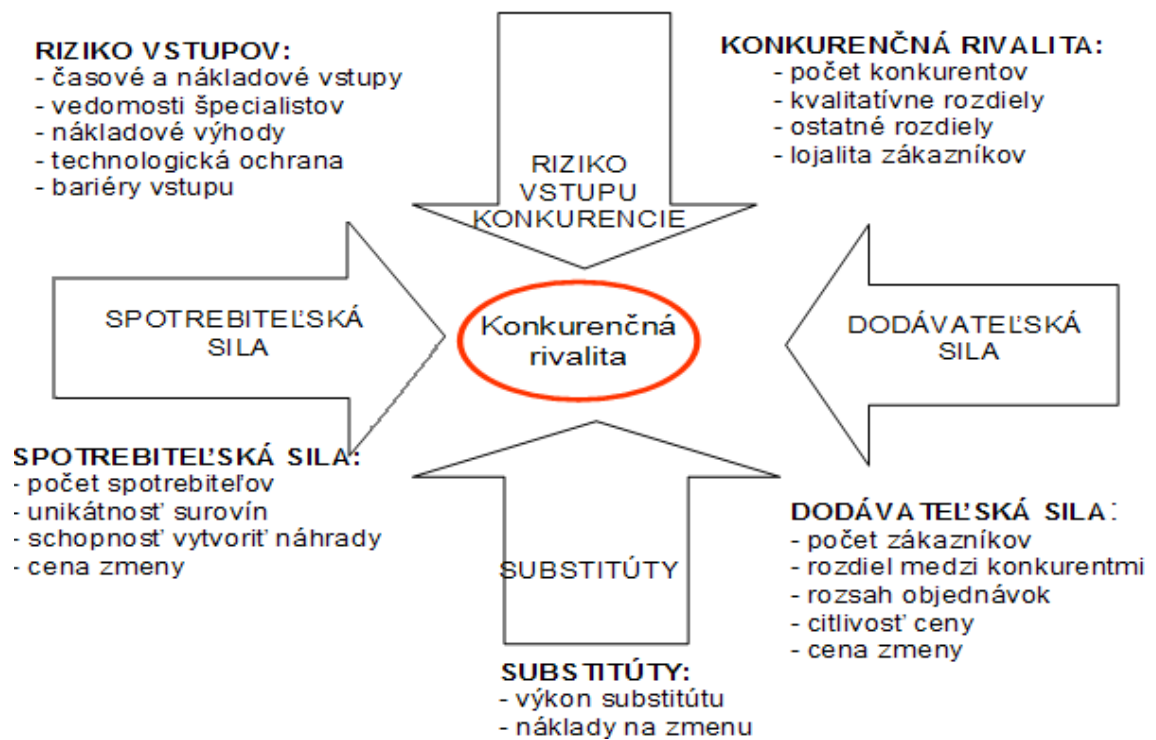 RIZIKO VSTUPOV:
- časové a nákladové vstupy
- vedomosti špecialistov
- nákladové výhody
- technologická ochrana
- bariéry vstupu
KONKURENČNÁ RIVALITA:
- počet konkurentov
- kvalitatívne rozdiely
- ostatné rozdiely
- lojalita zákazníkov
RIZIKO
VSTUPU
KONKURENCIE
SPOTREBITEĽSKÁ
SILA
Konkurenčná
rivalita
DODÁVATEĽSKÁ
SILA
SPOTREBITEĽSKÁ SILA:
- počet spotrebiteľov
- unikátnosť surovín
- schopnosť vytvoriť náhrady
- cena zmeny
SUBSTITÚTY
DODÁVATEĽSKÁ SILA:
- počet zákazníkov
- rozdiel medzi konkurentmi
- rozsah objednávok
- citlivosť ceny
- cena zmeny
SUBSTITÚTY:
- výkon substitútu
- náklady na zmenu